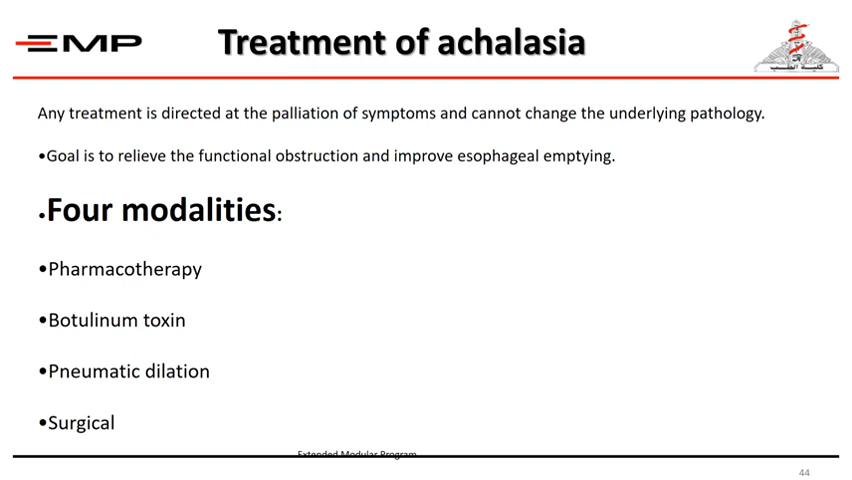 EMP
Treatment of achalasia
كلية الطب
Any treatment is directed at the palliation of symptoms and cannot change the underlying pathology.
•Goal is to relieve the functional obstruction and improve esophageal emptying.
•Four modalities:
•Pharmacotherapy
•Botulinum toxin
•Pneumatic dilation
•Surgical
Extended Modular Program
44